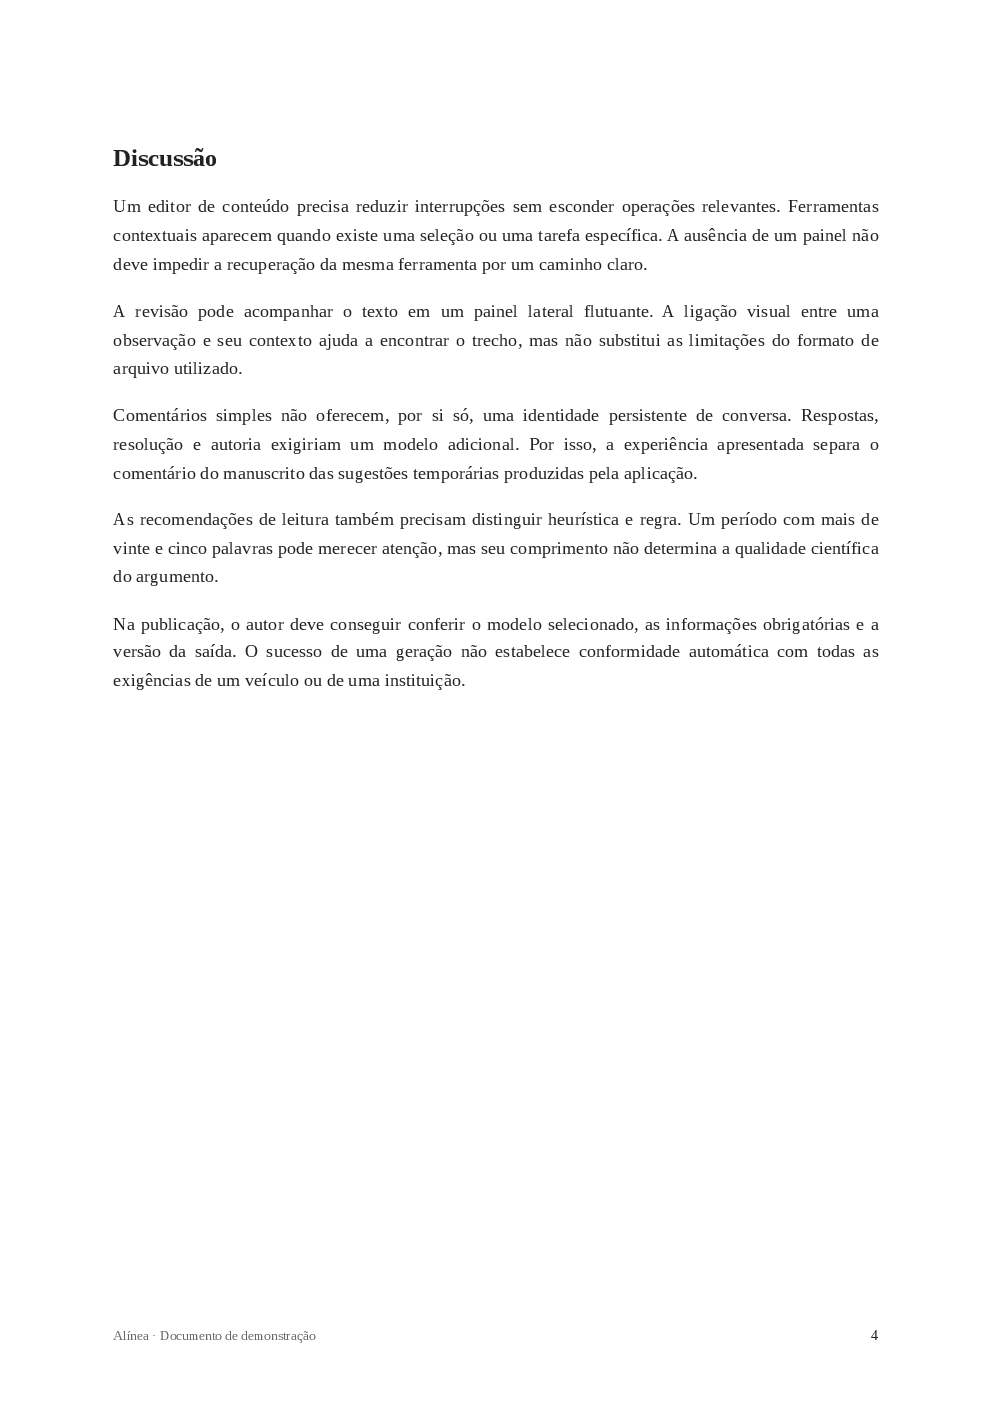 Discussão
Um editor de conteúdo precisa reduzir interrupções sem esconder operações relevantes. Ferramentas
contextuais aparecem quando existe uma seleção ou uma tarefa específica. A ausência de um painel não
deve impedir a recuperação da mesma ferramenta por um caminho claro.
A revisão pode acompanhar o texto em um painel lateral flutuante. A ligação visual entre uma
observação e seu contexto ajuda a encontrar o trecho, mas não substitui as limitações do formato de
arquivo utilizado.
Comentários simples não oferecem, por si só, uma identidade persistente de conversa. Respostas,
resolução e autoria exigiriam um modelo adicional. Por isso, a experiência apresentada separa o
comentário do manuscrito das sugestões temporárias produzidas pela aplicação.
As recomendações de leitura também precisam distinguir heurística e regra. Um período com mais de
vinte e cinco palavras pode merecer atenção, mas seu comprimento não determina a qualidade científica
do argumento.
Na publicação, o autor deve conseguir conferir o modelo selecionado, as informações obrigatórias e a
versão da saída. O sucesso de uma geração não estabelece conformidade automática com todas as
exigências de um veículo ou de uma instituição.
Alínea · Documento de demonstração
4